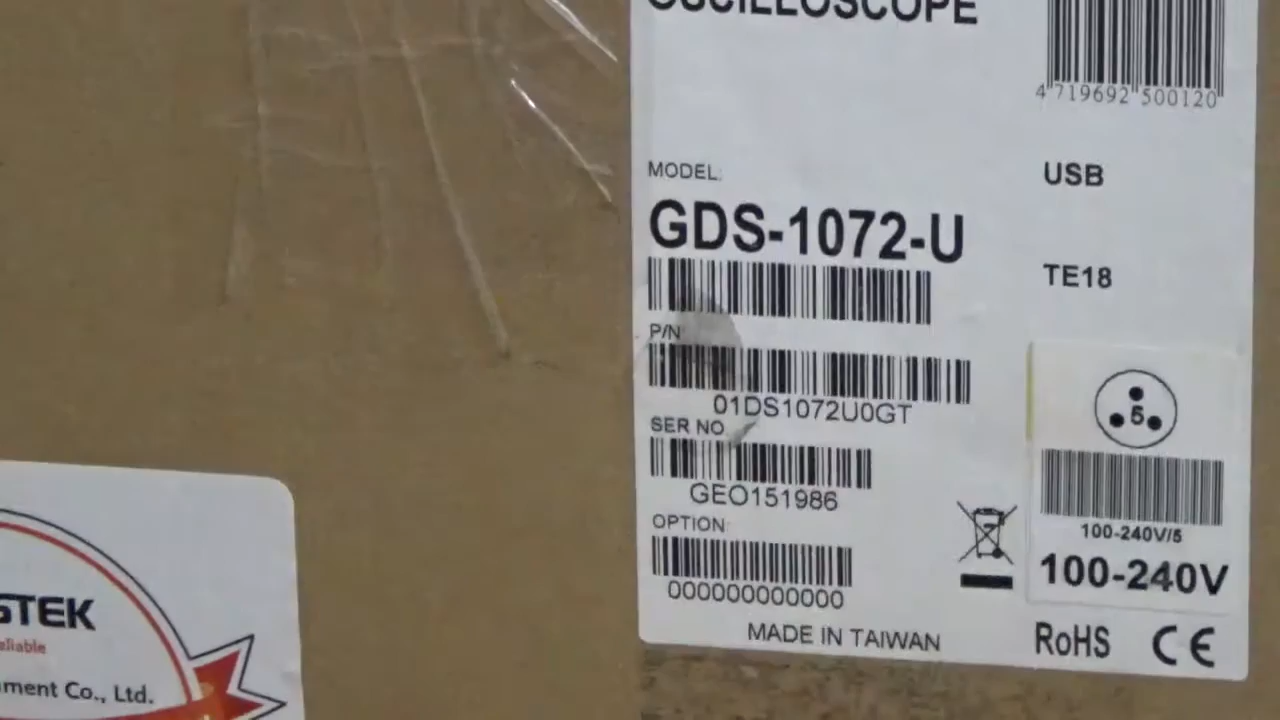 OSCILLOSCOPE
4 719692 500120
MODEL:
USB
GDS-1072-U
TE18
P/N
01DS1072U0GT
5
SER NO
GEO151986
OPTION:
100-240V/5
000000000000
100-240V
MADE IN TAIWAN
RoHS CE
STEK
eliable
ment Co., Ltd.